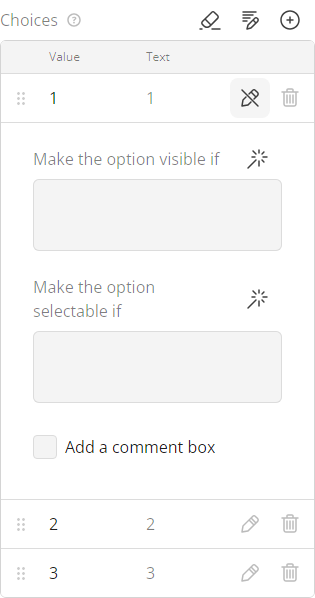 Choices ?
Value Text
1 1
Make the option visible if
Make the option
selectable if
Add a comment box
2 2
3 3